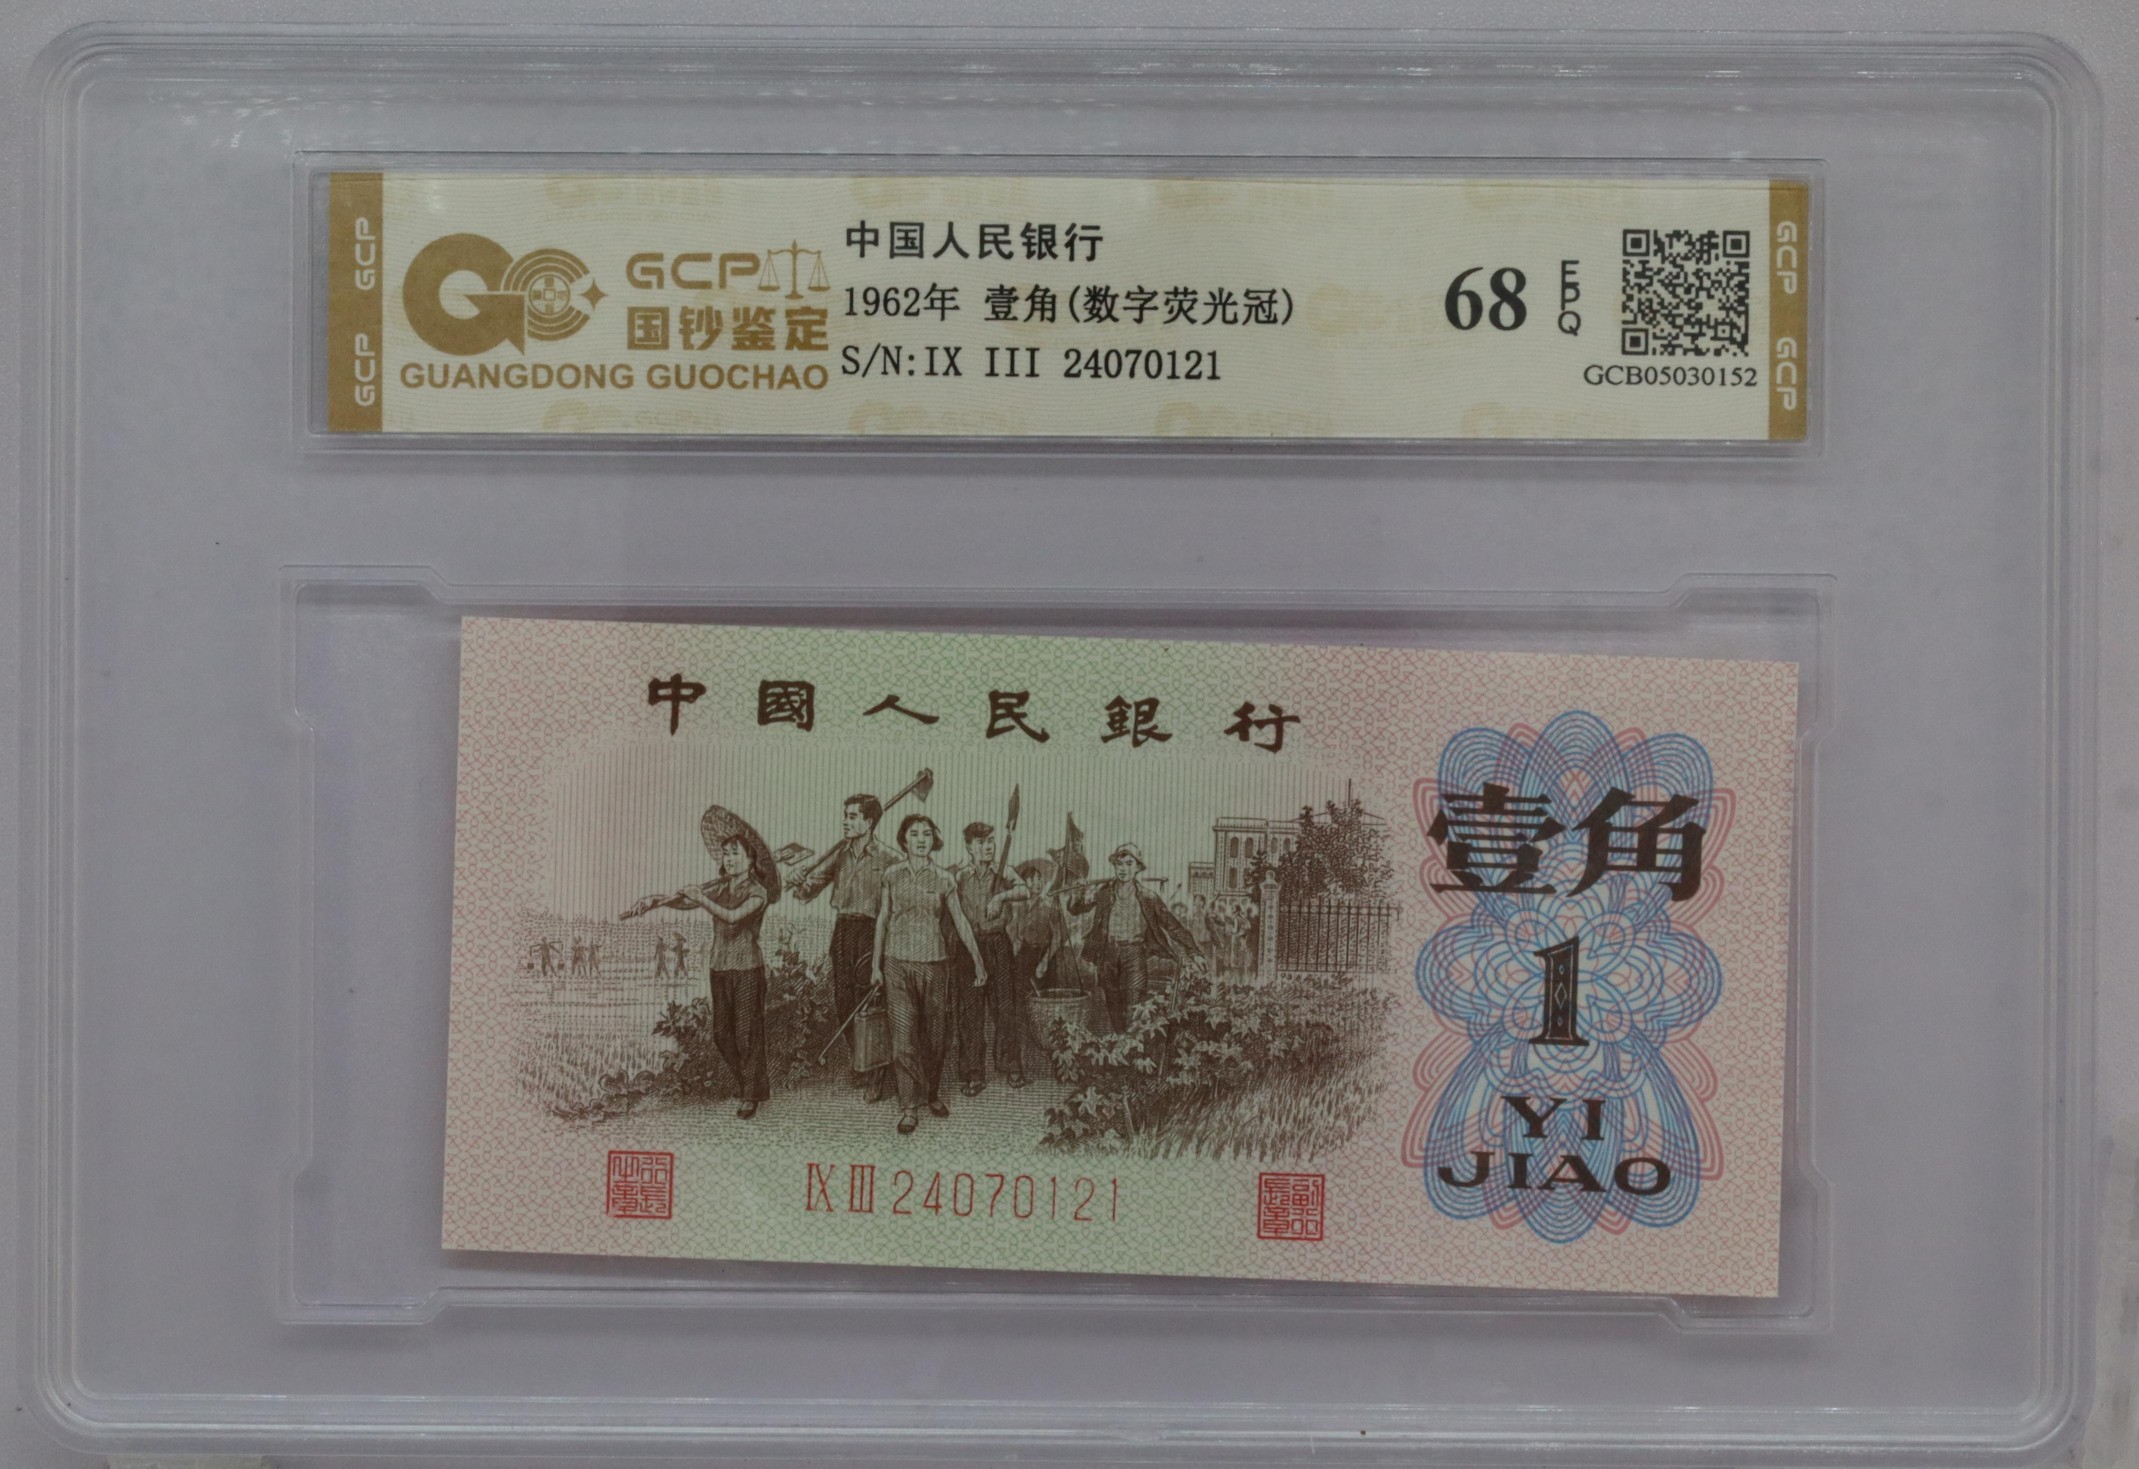 GCP
GCP
GCP
国钞鉴定
GUANGDONG GUOCHAO
中国人民银行
1962年 壹角(数字荧光冠)
S/N:IX III 24070121
68
EPQ
GCB05030152
GCP
GCP
中國人民銀行
壹角
1
YI
JIAO
IX III 24070121